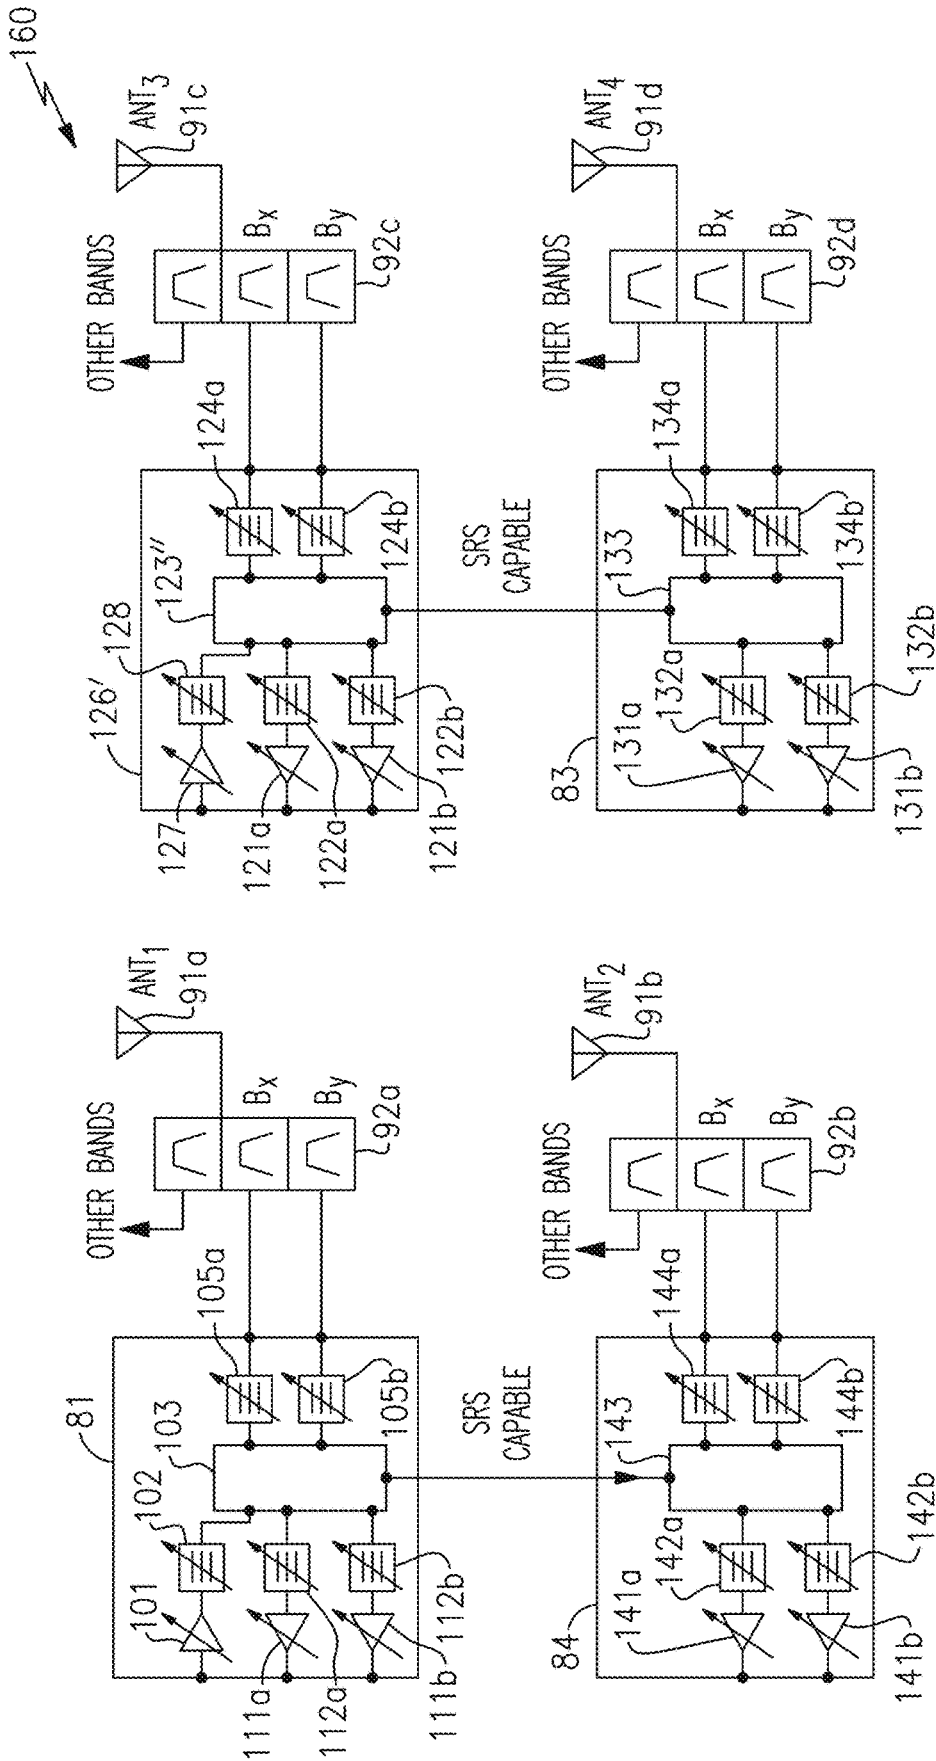 160
OTHER BANDS
ANT1
91a
81
105a
BX
By
92a
101
102
103
105b
111a
112a
111b
112b
SRS
CAPABLE
OTHER BANDS
ANT2
91b
84
144a
BX
By
92b
141a
142a
143
144b
141b
142b
OTHER BANDS
ANT3
91c
126'
128
123"
124a
BX
By
92c
127
121a
122a
121b
122b
124b
SRS
CAPABLE
OTHER BANDS
ANT4
91d
83
134a
BX
By
92d
131a
132a
133
134b
131b
132b